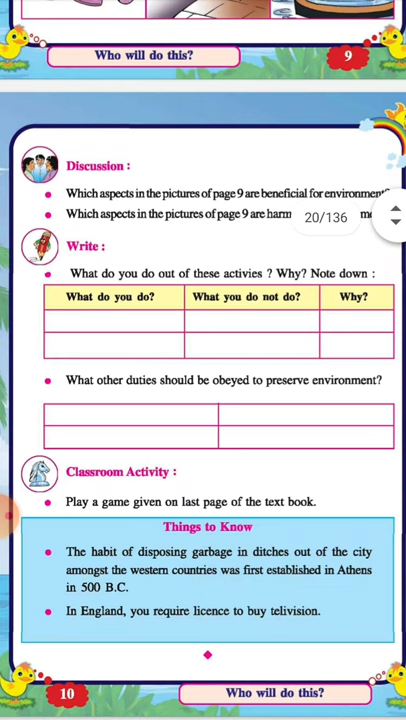 Who will do this?
9
Discussion :
Which aspects in the pictures of page 9 are beneficial for environment?
Which aspects in the pictures of page 9 are harm
20/136
Write :
What do you do out of these activies ? Why? Note down :
What do you do? What you do not do? Why?
What other duties should be obeyed to preserve environment?
Classroom Activity :
Play a game given on last page of the text book.
Things to Know
The habit of disposing garbage in ditches out of the city
amongst the western countries was first established in Athens
in 500 B.C.
In England, you require licence to buy telivision.
10
Who will do this?